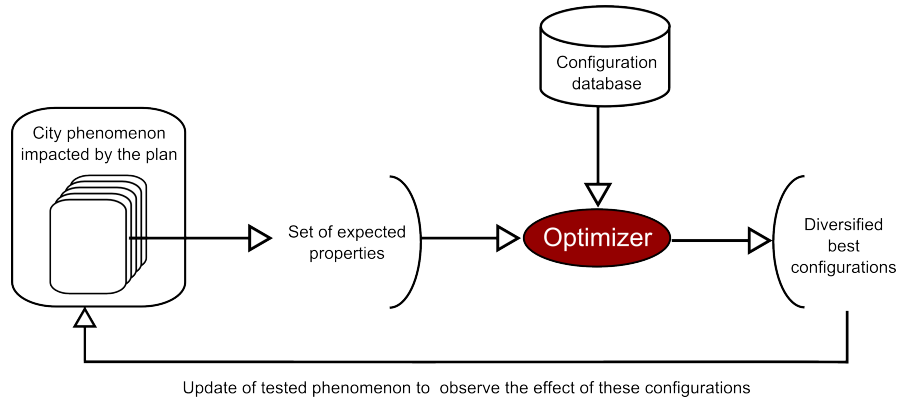 Configuration
database
City phenomenon
impacted by the plan
Set of expected
properties
Optimizer
Diversified
best
configurations
Update of tested phenomenon to  observe the effect of these configurations